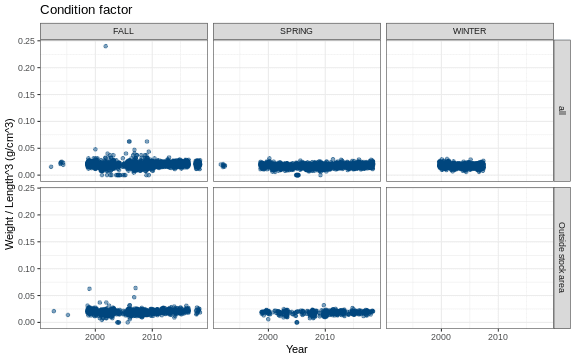 Condition factor
FALL SPRING WINTER
0.25
0.20
0.15
0.10
0.05
0.00
all
0.25
0.20
0.15
0.10
0.05
0.00
Outside stock area
Weight / Length^3 (g/cm^3)
2000 2010 2000 2010 2000 2010
Year